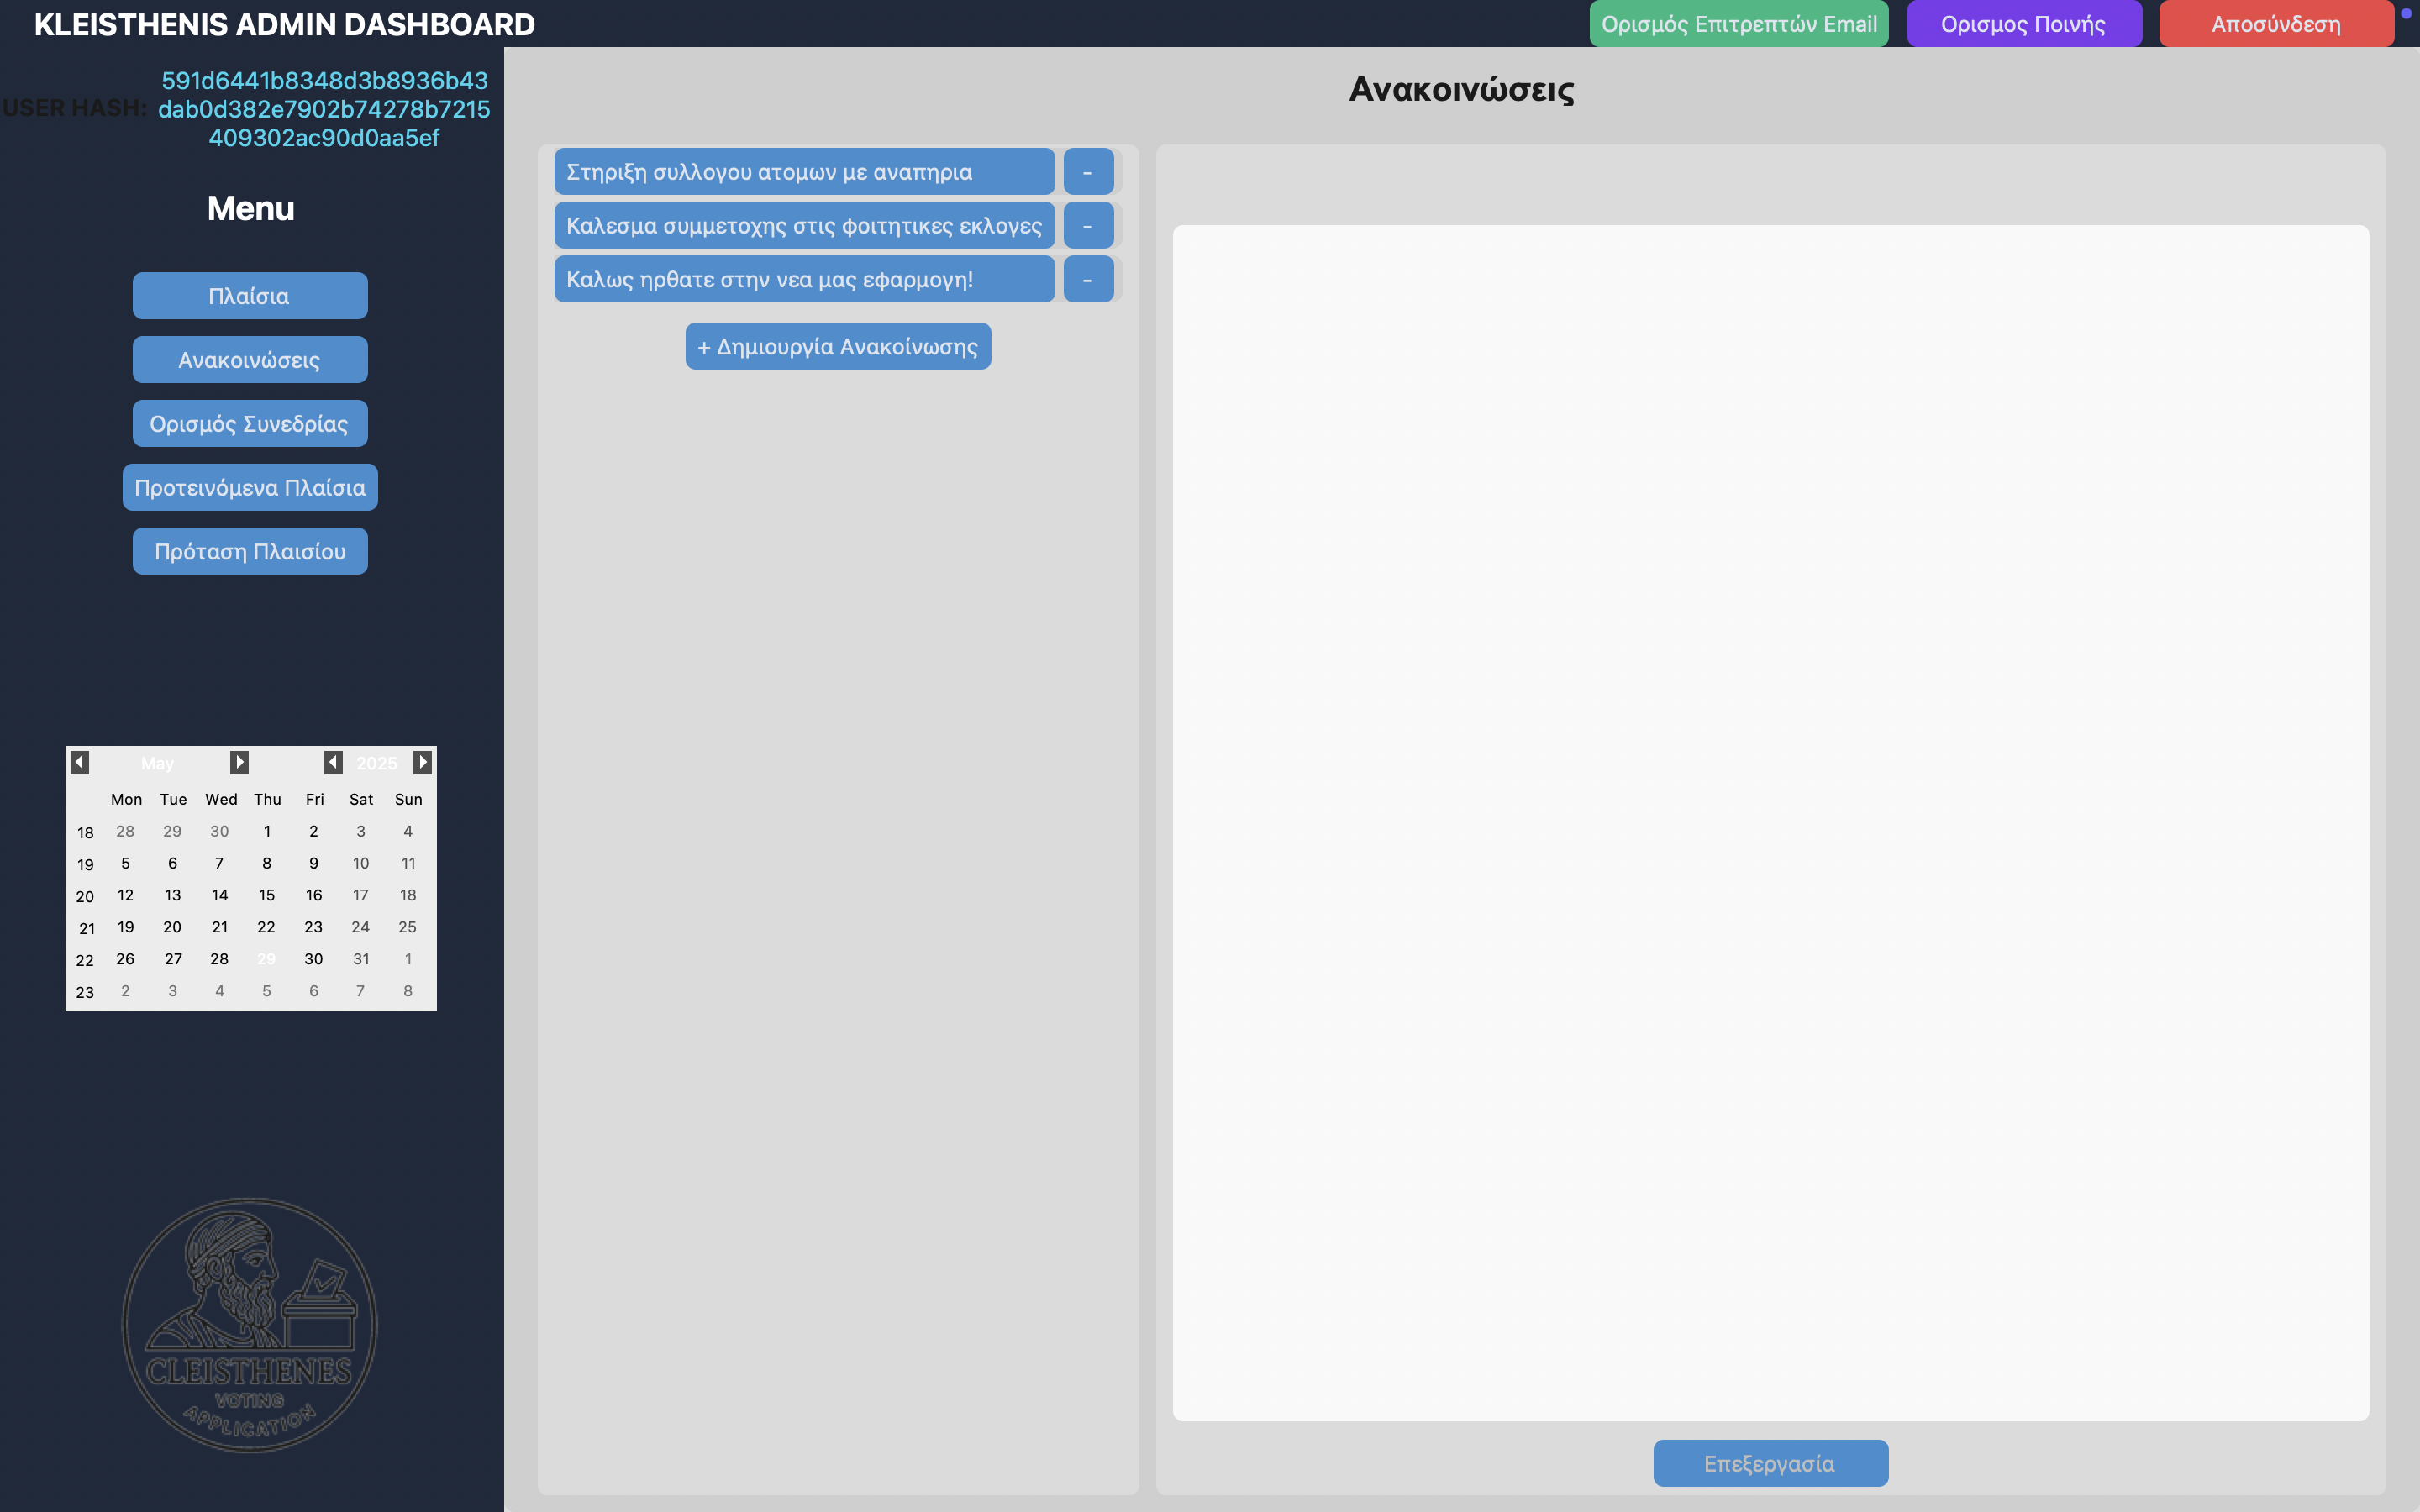 KLEISTHENIS ADMIN DASHBOARD
Ορισμός Επιτρεπτών Email
Ορισμος Ποινής
Αποσύνδεση
USER HASH:
591d6441b8348d3b8936b43
dab0d382e7902b74278b7215
409302ac90d0aa5ef
Menu
Πλαίσια
Ανακοινώσεις
Ορισμός Συνεδρίας
Προτεινόμενα Πλαίσια
Πρόταση Πλαισίου
May 2025
Mon Tue Wed Thu Fri Sat Sun
18 28 29 30 1 2 3 4
19 5 6 7 8 9 10 11
20 12 13 14 15 16 17 18
21 19 20 21 22 23 24 25
22 26 27 28 29 30 31 1
23 2 3 4 5 6 7 8
CLEISTHENES
VOTING
APPLICATION
Ανακοινώσεις
Στηριξη συλλογου ατομων με αναπηρια -
Καλεσμα συμμετοχης στις φοιτητικες εκλογες -
Καλως ηρθατε στην νεα μας εφαρμογη! -
+ Δημιουργία Ανακοίνωσης
Επεξεργασία